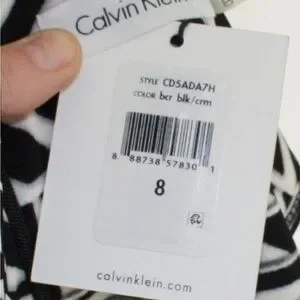 Calvin Klein
STYLE CD5ADA7H
COLOR bcr blk/crm
8 88738 57830 1
8
calvinklein.com